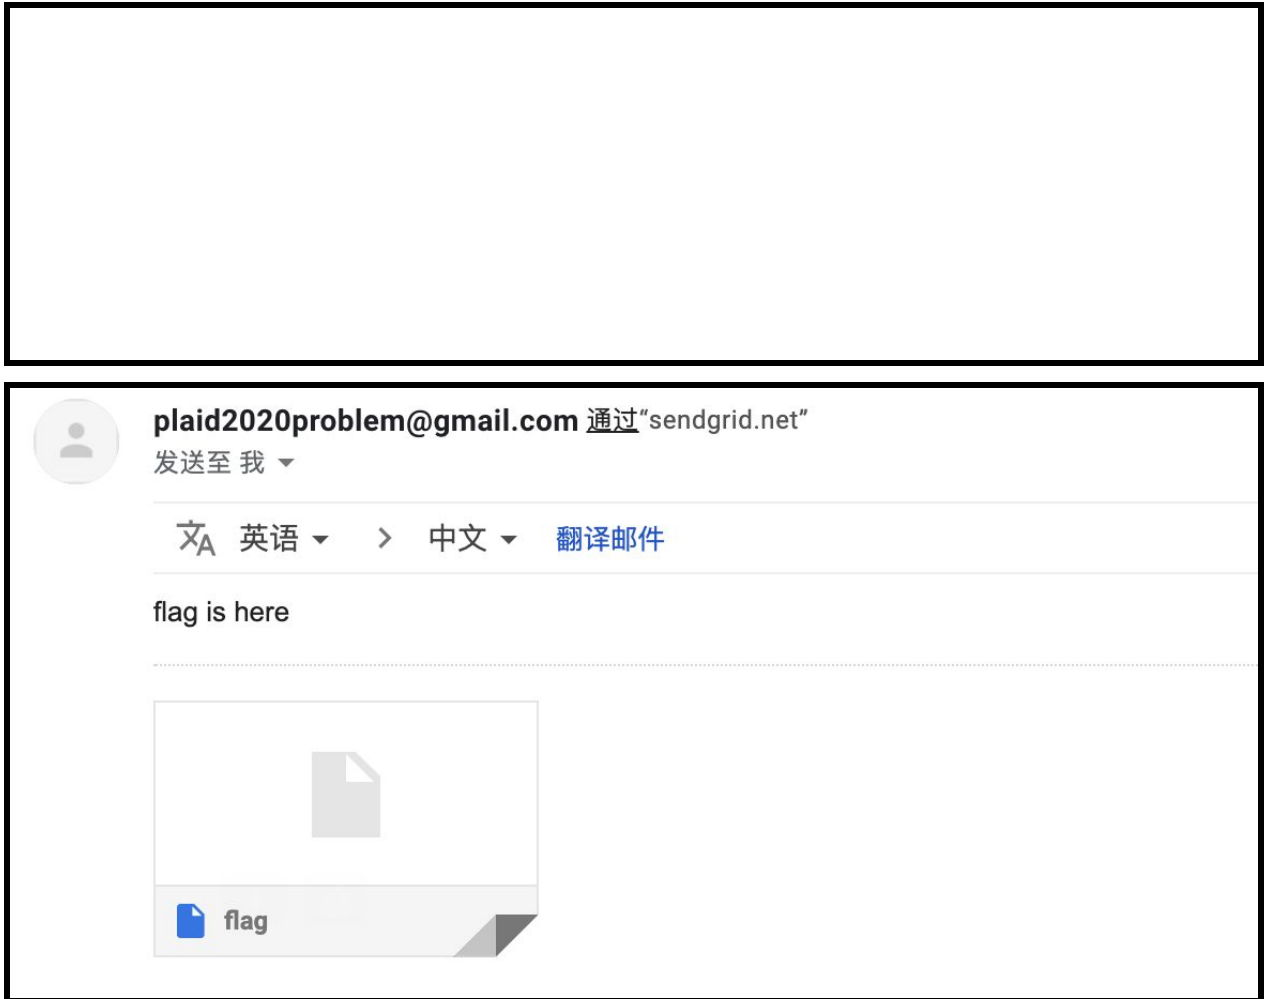 plaid2020problem@gmail.com 通过“sendgrid.net”
发送至 我
英语 中文 翻译邮件
flag is here
flag